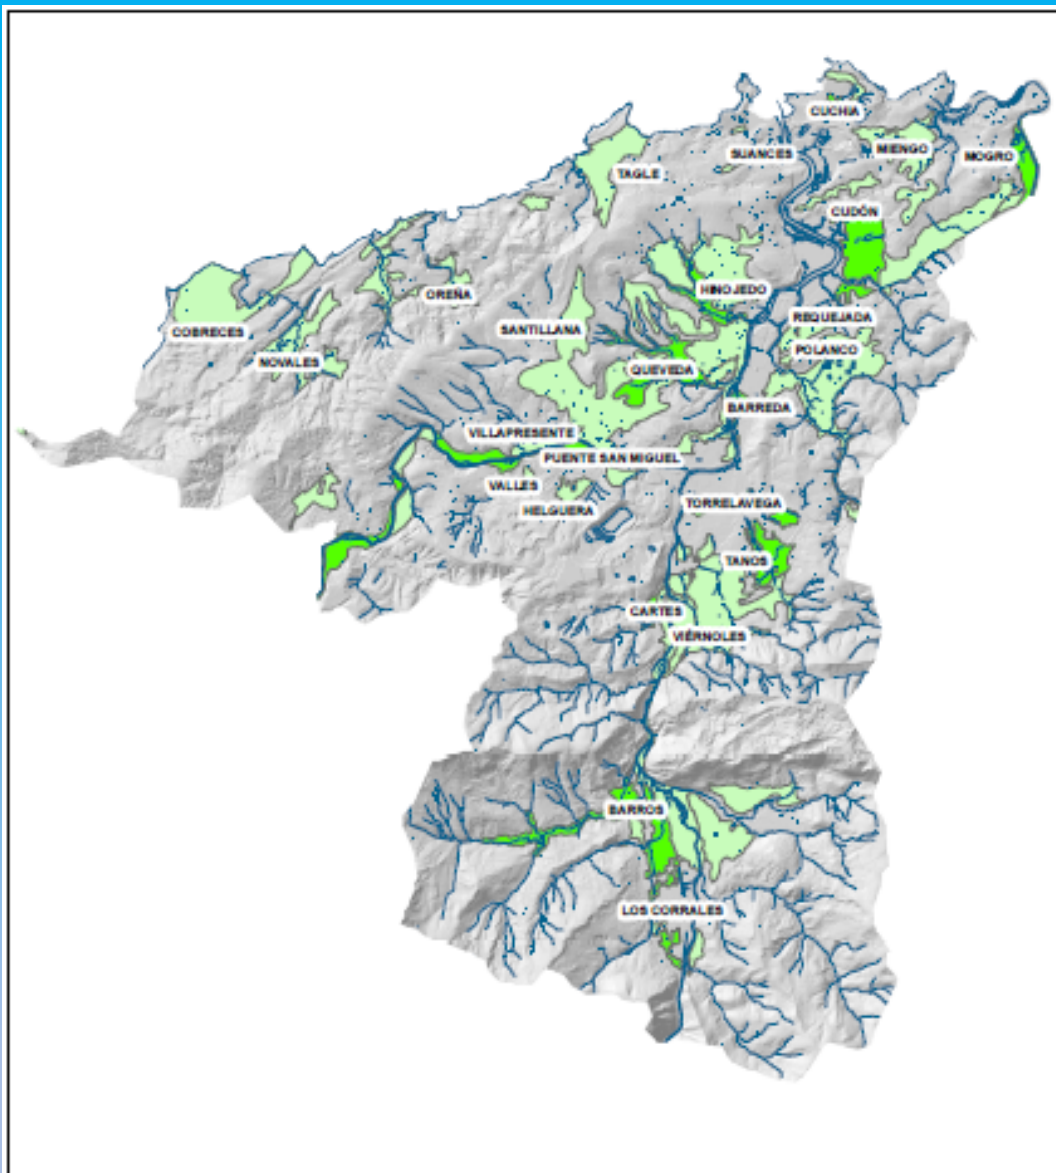 CUCHIA
MIENGO
SUANCES
MOGRO
TAGLE
CUDÓN
HINOJEDO
OREÑA
REQUEJADA
SANTILLANA
COBRECES
POLANCO
NOVALES
QUEVEDA
BARREDA
VILLAPRESENTE
PUENTE SAN MIGUEL
VALLES
TORRELAVEGA
HELGUERA
TANOS
CARTES
VIÉRNOLES
BARROS
LOS CORRALES